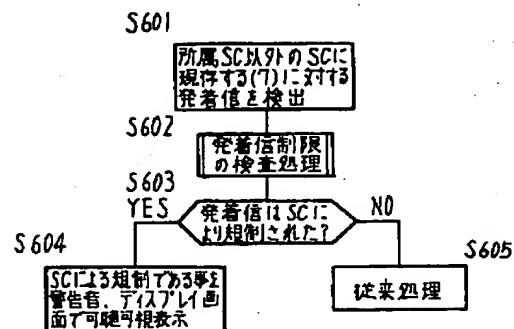 S601
所属SC以外のSCに
現存する(7)に対する
発着信を検出
S602
発着信制限
の検査処理
S603
YES
発着信はSCに
より規制された?
NO
S604
SCによる規制である事を
警告音、ディスプレイ画
面で可聴可視表示
S605
従来処理